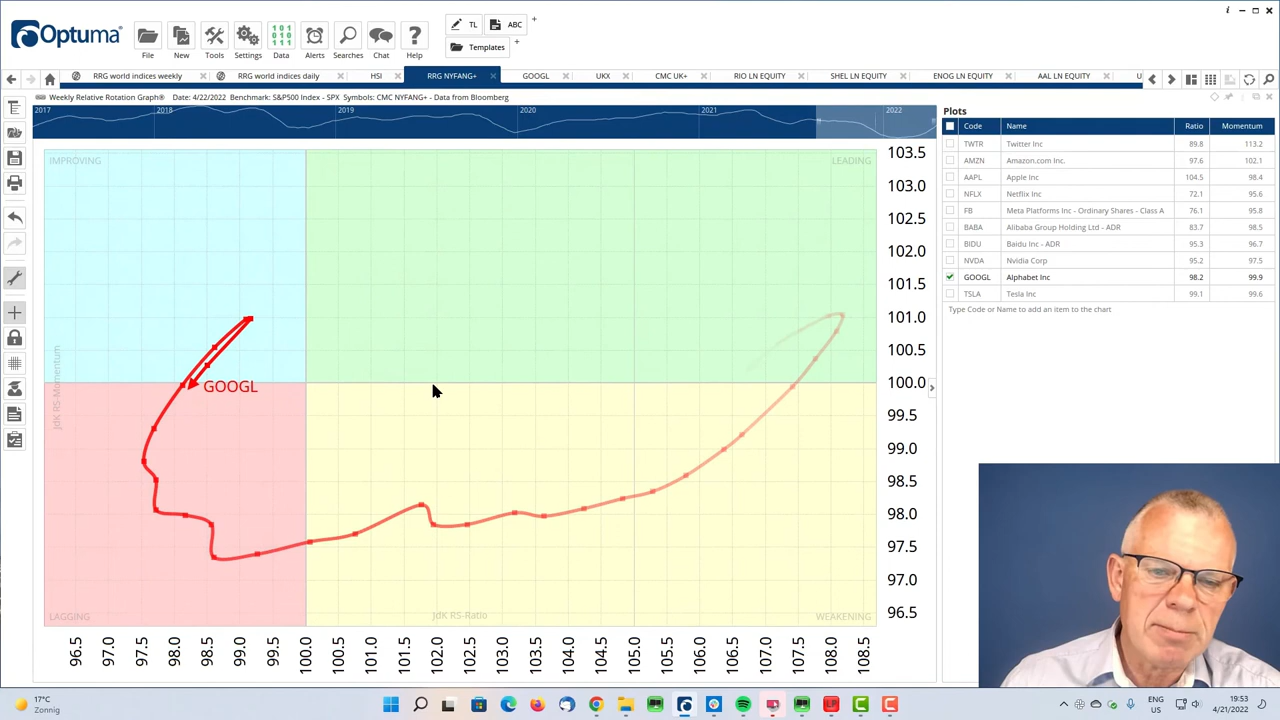 Optuma
File
New
Tools
Settings
Data
Alerts
Searches
Chat
Help
TL
ABC
Templates
RRG world indices weekly
RRG world indices daily
HSI
RRG NYFANG+
GOOGL
UKX
CMC UK+
RIO LN EQUITY
SHEL LN EQUITY
ENOG LN EQUITY
AAL LN EQUITY
U
Weekly Relative Rotation Graph® Date: 4/22/2022 Benchmark: S&P500 Index - SPX Symbols: CMC NYFANG+ - Data from Bloomberg
2017 2018 2019 2020 2021 2022
IMPROVING
LEADING
LAGGING
WEAKENING
JdK RS-Momentum
JdK RS-Ratio
GOOGL
103.5
103.0
102.5
102.0
101.5
101.0
100.5
100.0
99.5
99.0
98.5
98.0
97.5
97.0
96.5
96.5 97.0 97.5 98.0 98.5 99.0 99.5 100.0 100.5 101.0 101.5 102.0 102.5 103.0 103.5 104.0 104.5 105.0 105.5 106.0 106.5 107.0 107.5 108.0 108.5
Plots
Code Name Ratio Momentum
TWTR Twitter Inc 89.8 113.2
AMZN Amazon.com Inc. 97.6 102.1
AAPL Apple Inc 104.5 98.4
NFLX Netflix Inc 72.1 95.6
FB Meta Platforms Inc - Ordinary Shares - Class A 76.1 95.8
BABA Alibaba Group Holding Ltd - ADR 83.7 98.5
BIDU Baidu Inc - ADR 95.3 96.7
NVDA Nvidia Corp 95.2 97.5
GOOGL Alphabet Inc 98.2 99.9
TSLA Tesla Inc 99.1 99.6
Type Code or Name to add an item to the chart
17°C
Zonnig
ENG
US
19:53
4/21/2022